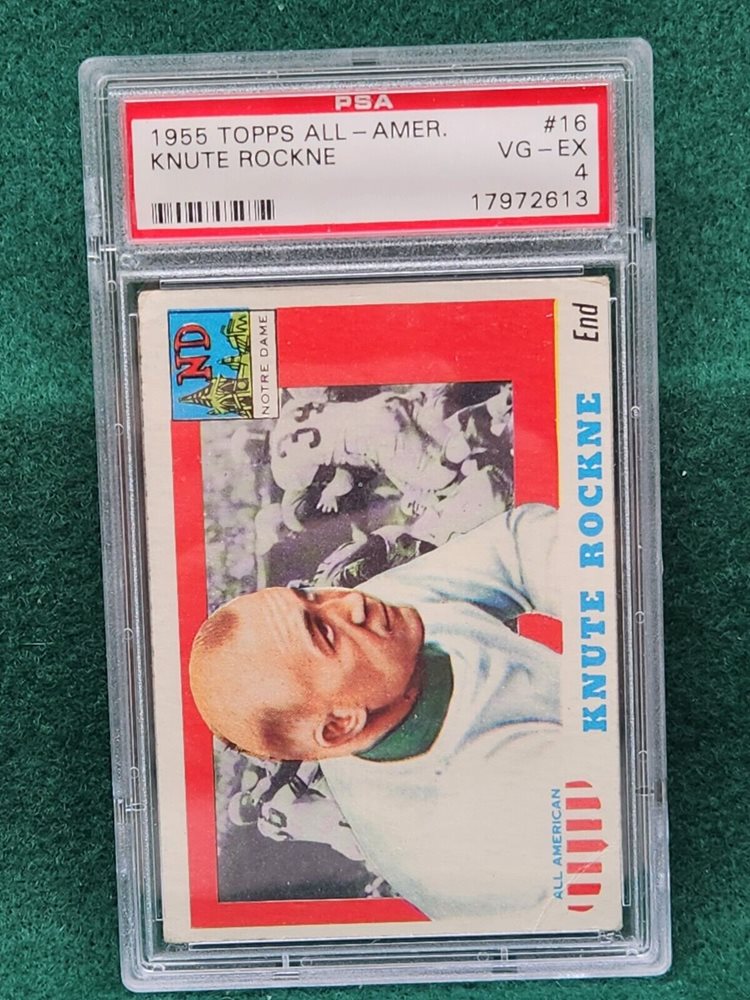 PSA
1955 TOPPS ALL-AMER. #16
KNUTE ROCKNE VG-EX
4
17972613
ND
NOTRE DAME
End
KNUTE ROCKNE
ALL AMERICAN